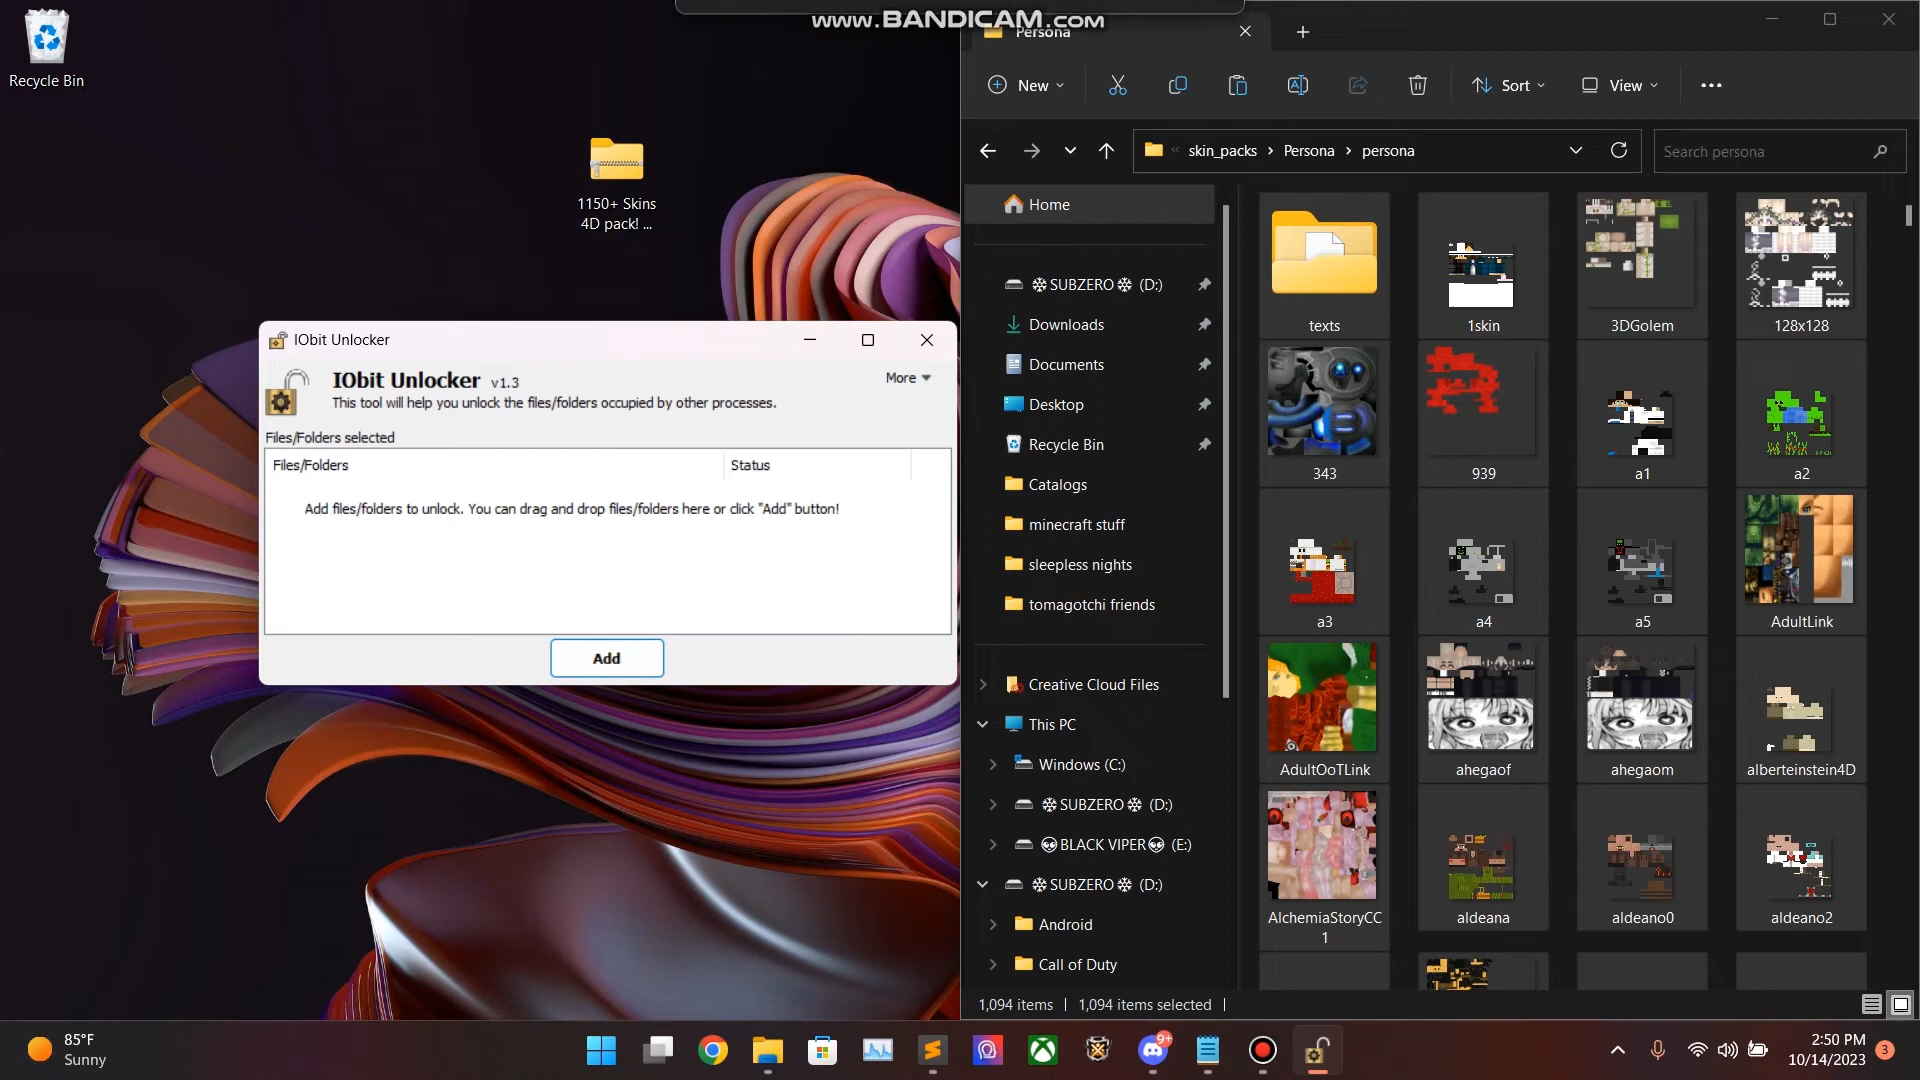 www.BANDICAM.com
Recycle Bin
1150+ Skins
4D pack! ...
IObit Unlocker
IObit Unlocker v1.3
More
This tool will help you unlock the files/folders occupied by other processes.
Files/Folders selected
Files/Folders
Status
Add files/folders to unlock. You can drag and drop files/folders here or click "Add" button!
Add
Persona
New
Sort
View
skin_packs
Persona
persona
Search persona
Home
SUBZERO (D:)
Downloads
Documents
Desktop
Recycle Bin
Catalogs
minecraft stuff
sleepless nights
tomagotchi friends
Creative Cloud Files
This PC
Windows (C:)
SUBZERO (D:)
BLACK VIPER (E:)
SUBZERO (D:)
Android
Call of Duty
texts
1skin
3DGolem
128x128
343
939
a1
a2
a3
a4
a5
AdultLink
AdultOoTLink
ahegaof
ahegaom
alberteinstein4D
AlchemiaStoryCC
1
aldeana
aldeano0
aldeano2
1,094 items
1,094 items selected
85°F
Sunny
9+
2:50 PM
10/14/2023
3